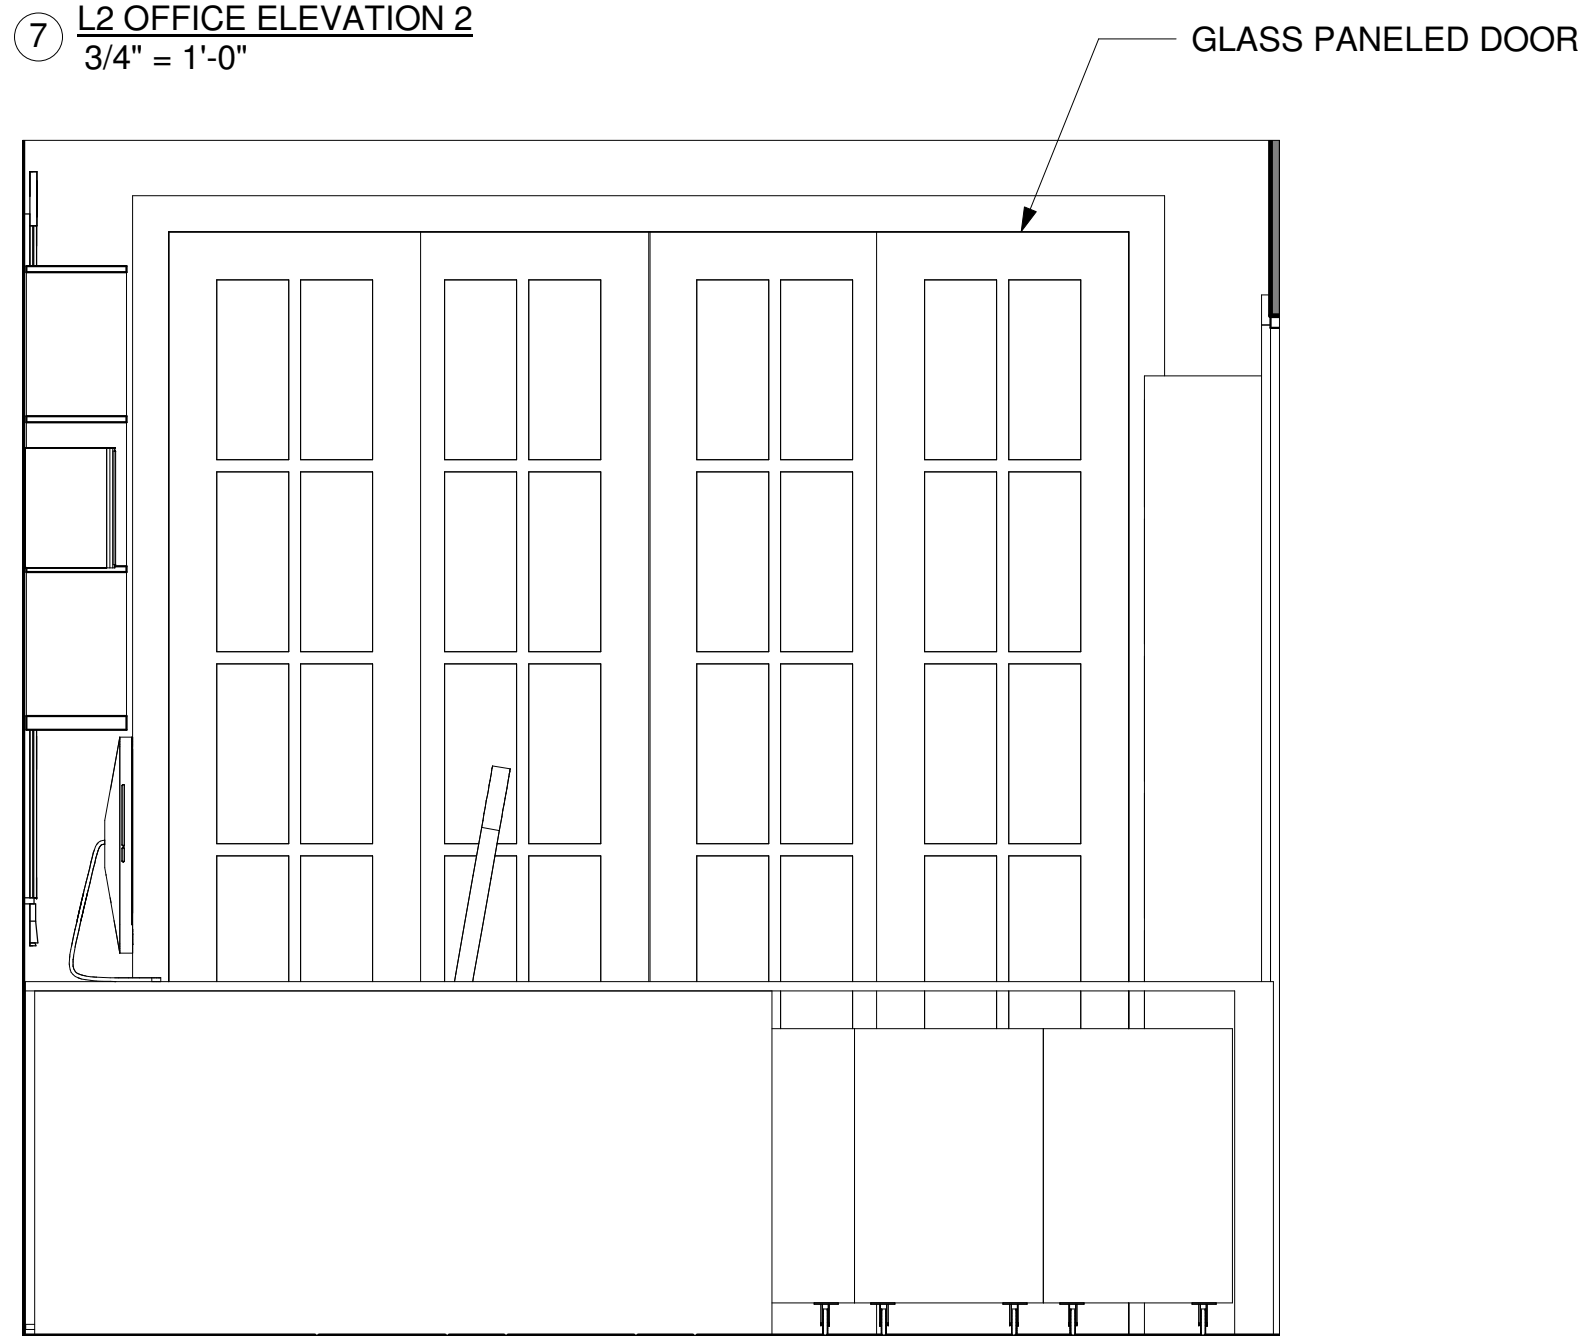 7
L2 OFFICE ELEVATION 2
3/4" = 1'-0"
GLASS PANELED DOOR